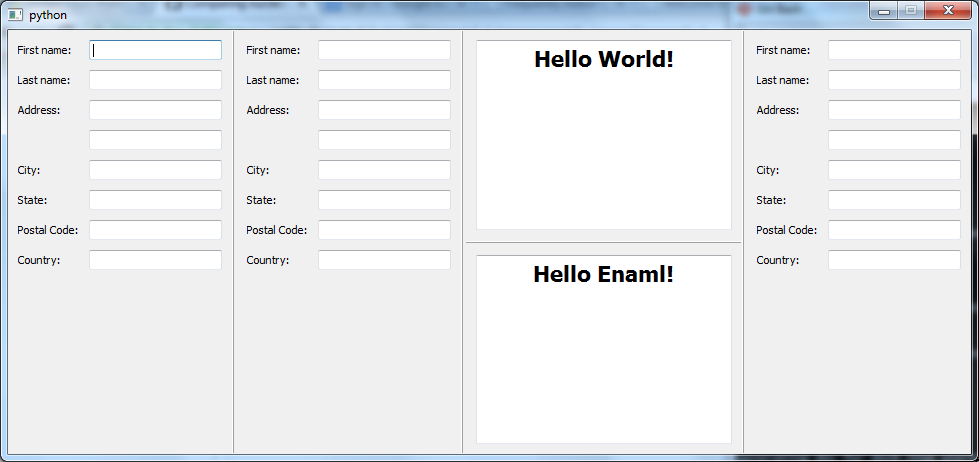 python
First name:
Last name:
Address:
City:
State:
Postal Code:
Country:
First name:
Last name:
Address:
City:
State:
Postal Code:
Country:
Hello World!
Hello Enaml!
First name:
Last name:
Address:
City:
State:
Postal Code:
Country: